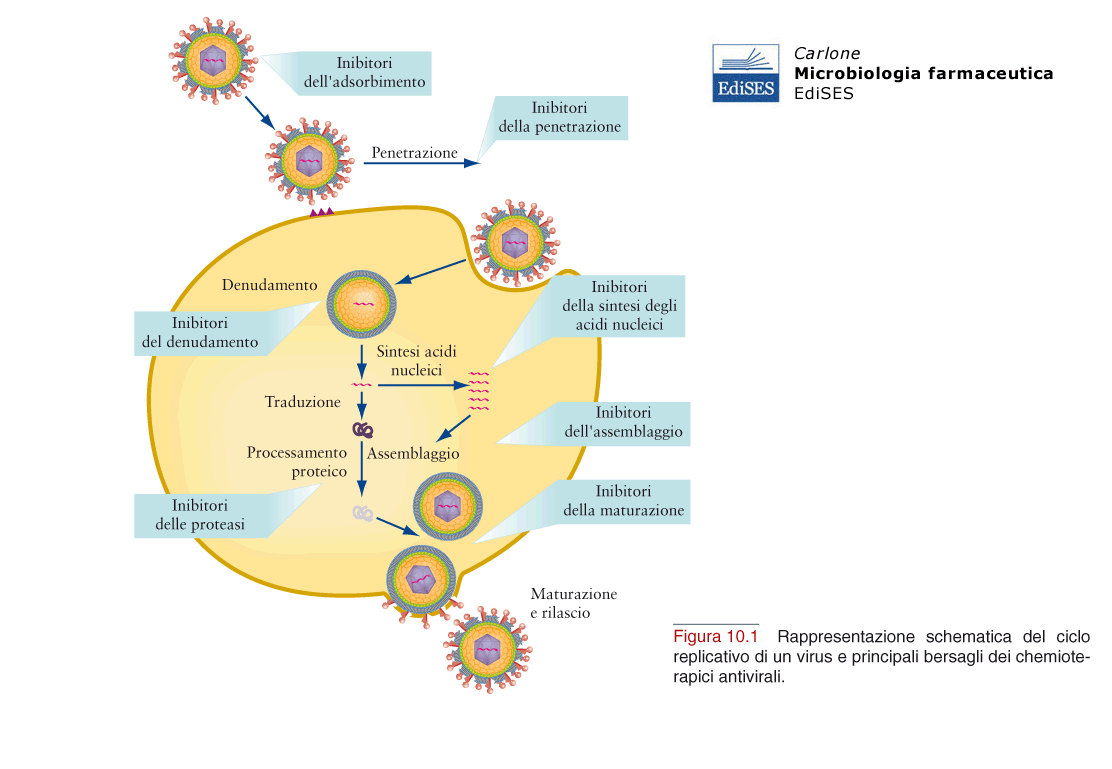 Inibitori
dell'adsorbimento
Inibitori
della penetrazione
Penetrazione
EdiSES
Carlone
Microbiologia farmaceutica
EdiSES
Denudamento
Inibitori
del denudamento
Inibitori
della sintesi degli
acidi nucleici
Sintesi acidi
nucleici
Traduzione
Inibitori
dell'assemblaggio
Processamento
proteico
Assemblaggio
Inibitori
delle proteasi
Inibitori
della maturazione
Maturazione
e rilascio
Figura 10.1 Rappresentazione schematica del ciclo
replicativo di un virus e principali bersagli dei chemiote-
rapici antivirali.